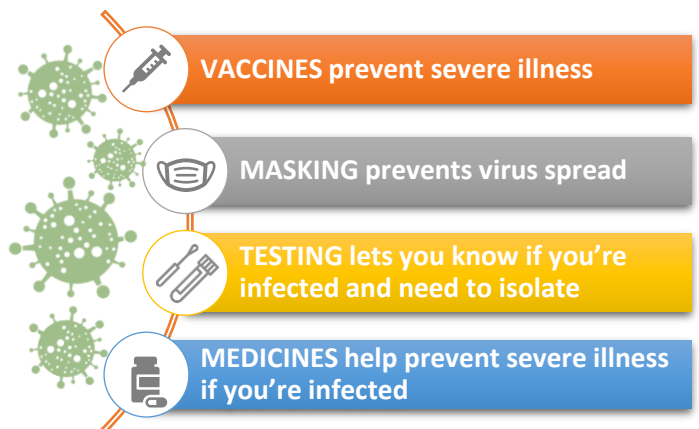 VACCINES prevent severe illness
MASKING prevents virus spread
TESTING lets you know if you’re
infected and need to isolate
MEDICINES help prevent severe illness
if you’re infected